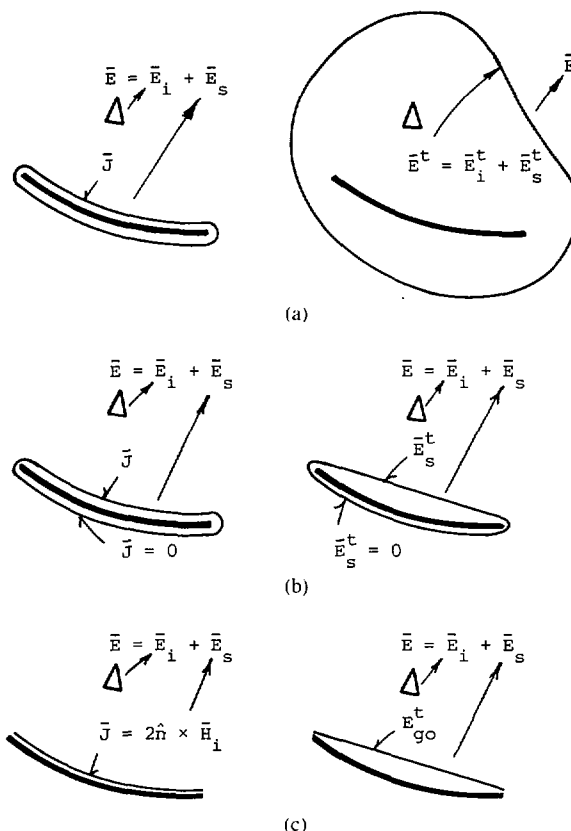 Ē = Ē_i + Ē_s
J̄
Ē
Ē^t = Ē_i^t + Ē_s^t
(a)
Ē = Ē_i + Ē_s
J̄
J̄ = 0
Ē = Ē_i + Ē_s
Ē_s^t
Ē_s^t = 0
(b)
Ē = Ē_i + Ē_s
J̄ = 2n̂ × H̄_i
Ē = Ē_i + Ē_s
E_go^t
(c)